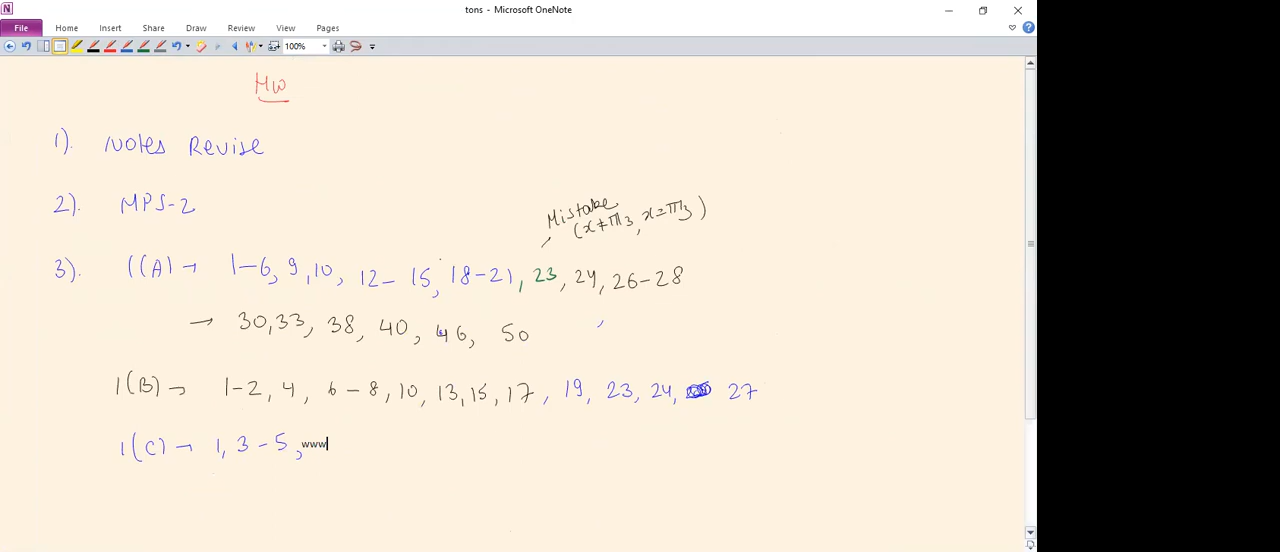 tons - Microsoft OneNote
File Home Insert Share Draw Review View Pages
100%
HW
1). Notes Revise
2). MPS-2
Mistake
(x≠π/3, x=π/3)
3). ((A) → 1-6, 9, 10, 12-15, 18-21, 23, 24, 26-28
→ 30, 33, 38, 40, 46, 50
1(B) → 1-2, 4, 6-8, 10, 13, 15, 17, 19, 23, 24, 27
1(C) → 1, 3-5, www